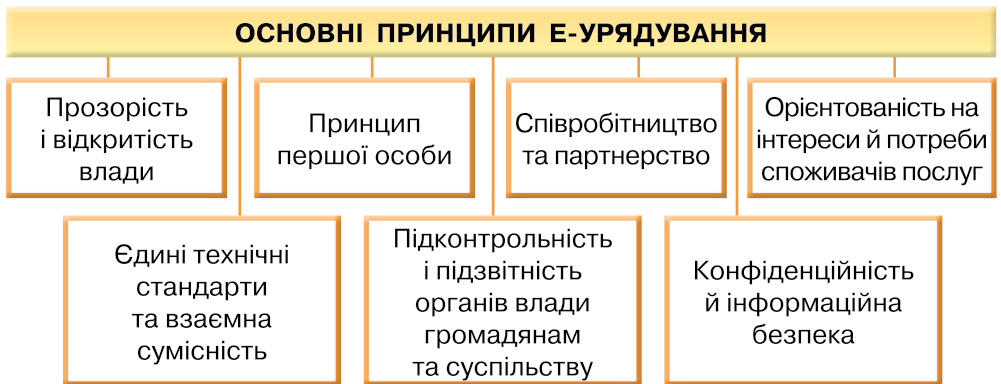 ОСНОВНІ ПРИНЦИПИ Е-УРЯДУВАННЯ
Прозорість
і відкритість
влади
Принцип
першої особи
Співробітництво
та партнерство
Орієнтованість на
інтереси й потреби
споживачів послуг
Єдині технічні
стандарти
та взаємна
сумісність
Підконтрольність
і підзвітність
органів влади
громадянам
та суспільству
Конфіденційність
й інформаційна
безпека